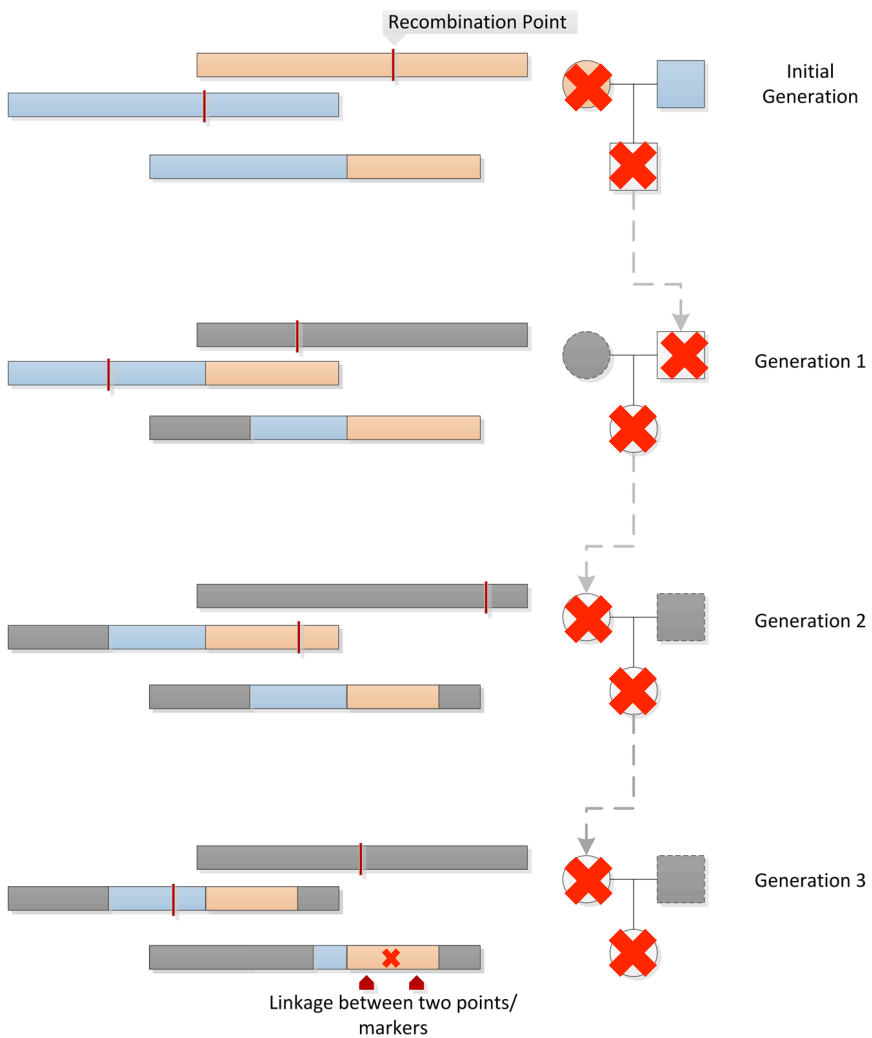 Recombination Point
Initial
Generation
Generation 1
Generation 2
Generation 3
Linkage between two points/
markers